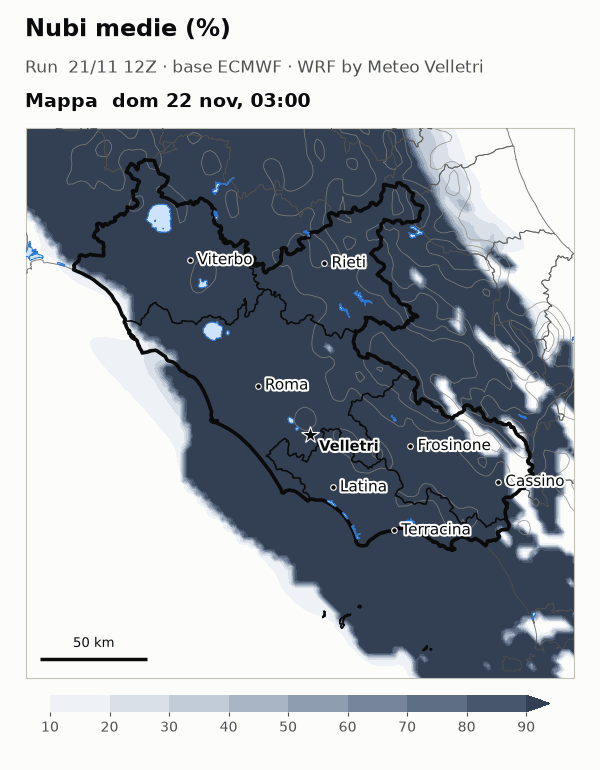 Nubi medie (%)
Run 21/11 12Z · base ECMWF · WRF by Meteo Velletri
Mappa dom 22 nov, 03:00
Viterbo
Rieti
Roma
Velletri
Frosinone
Latina
Cassino
Terracina
50 km
10 20 30 40 50 60 70 80 90